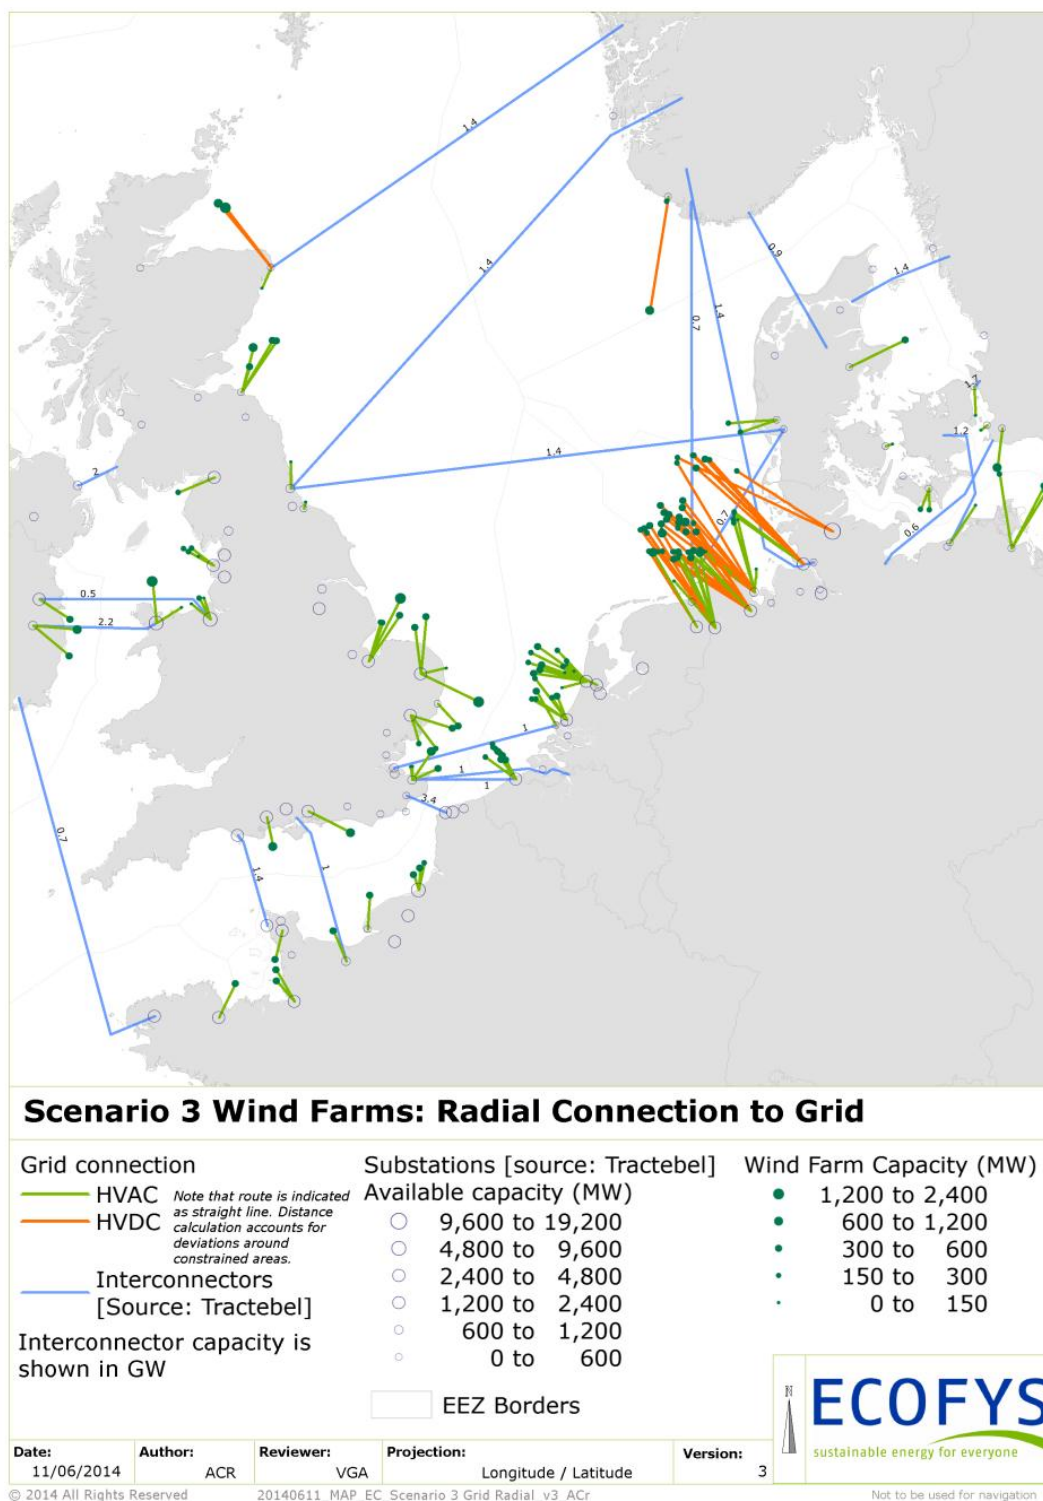 1.4
1.4
0.9
1.4
1.4
0.7
1.7
1.2
1.4
2
0.7
0.6
0.5
2.2
1
1
1
3.4
0.7
1.4
1
Scenario 3 Wind Farms: Radial Connection to Grid
Grid connection
HVAC
HVDC
Note that route is indicated
as straight line. Distance
calculation accounts for
deviations around
constrained areas.
Interconnectors
[Source: Tractebel]
Interconnector capacity is
shown in GW
Substations [source: Tractebel]
Available capacity (MW)
9,600 to 19,200
4,800 to 9,600
2,400 to 4,800
1,200 to 2,400
600 to 1,200
0 to 600
EEZ Borders
Wind Farm Capacity (MW)
1,200 to 2,400
600 to 1,200
300 to 600
150 to 300
0 to 150
N
ECOFYS
sustainable energy for everyone
Date:
11/06/2014
Author:
ACR
Reviewer:
VGA
Projection:
Longitude / Latitude
Version:
3
© 2014 All Rights Reserved
20140611_MAP_EC_Scenario 3 Grid Radial_v3_ACr
Not to be used for navigation